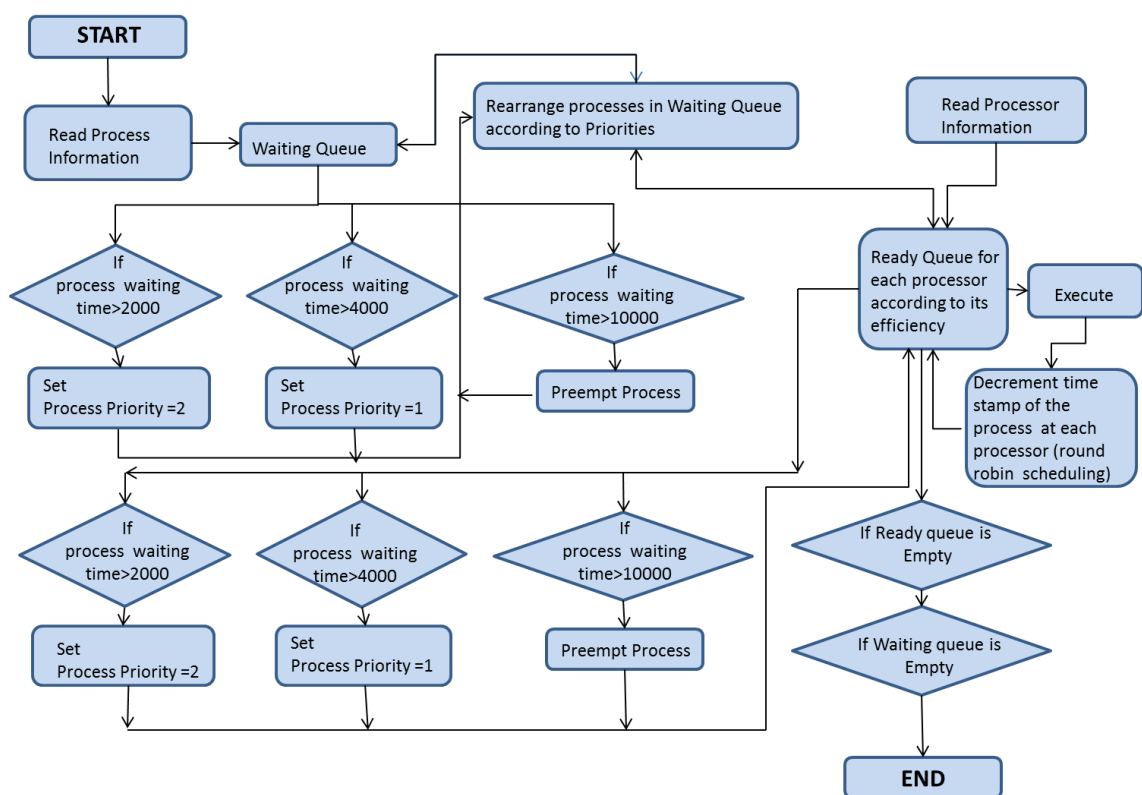 START
Read Process
Information
Waiting Queue
Rearrange processes in Waiting Queue
according to Priorities
Read Processor
Information
If
process waiting
time>2000
If
process waiting
time>4000
If
process waiting
time>10000
Ready Queue for
each processor
according to its
efficiency
Execute
Set
Process Priority =2
Set
Process Priority =1
Preempt Process
Decrement time
stamp of the
process at each
processor (round
robin scheduling)
If
process waiting
time>2000
If
process waiting
time>4000
If
process waiting
time>10000
If Ready queue is
Empty
Set
Process Priority =2
Set
Process Priority =1
Preempt Process
If Waiting queue is
Empty
END